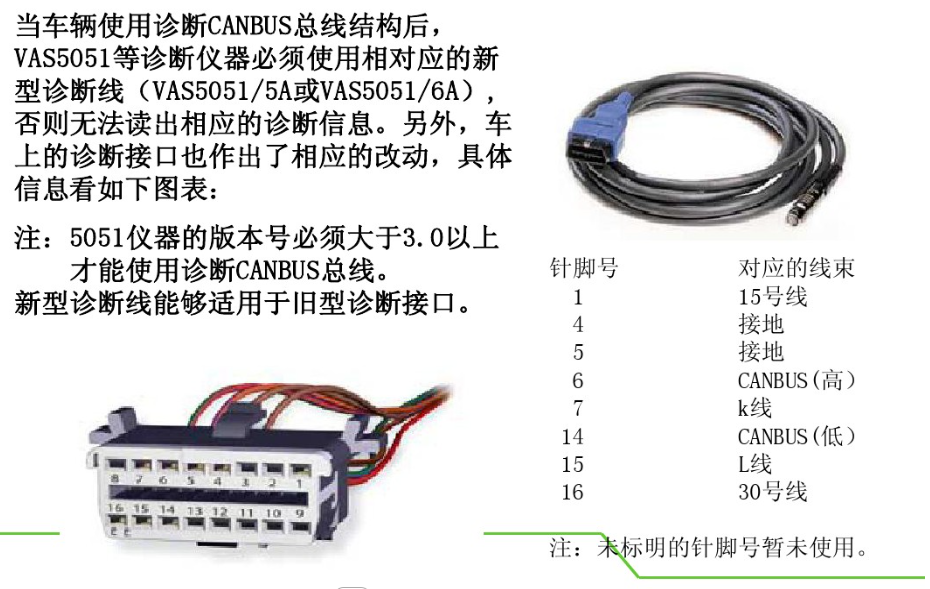 当车辆使用诊断CANBUS总线结构后，
VAS5051等诊断仪器必须使用相对应的新
型诊断线（VAS5051/5A或VAS5051/6A），
否则无法读出相应的诊断信息。另外，车
上的诊断接口也作出了相应的改动，具体
信息看如下图表：
注：5051仪器的版本号必须大于3.0以上
才能使用诊断CANBUS总线。
新型诊断线能够适用于旧型诊断接口。
针脚号 对应的线束
1 15号线
4 接地
5 接地
6 CANBUS(高)
7 k线
14 CANBUS(低)
15 L线
16 30号线
注：未标明的针脚号暂未使用。
8 7 6 5 4 3 2 1
16 15 14 13 12 11 10 9